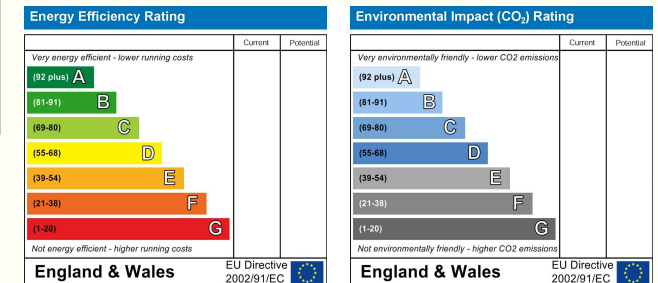 Energy Efficiency Rating
Current Potential
Very energy efficient - lower running costs
(92 plus) A
(81-91) B
(69-80) C
(55-68) D
(39-54) E
(21-38) F
(1-20) G
Not energy efficient - higher running costs
England & Wales
EU Directive
2002/91/EC
Environmental Impact (CO₂) Rating
Current Potential
Very environmentally friendly - lower CO2 emissions
(92 plus) A
(81-91) B
(69-80) C
(55-68) D
(39-54) E
(21-38) F
(1-20) G
Not environmentally friendly - higher CO2 emissions
England & Wales
EU Directive
2002/91/EC